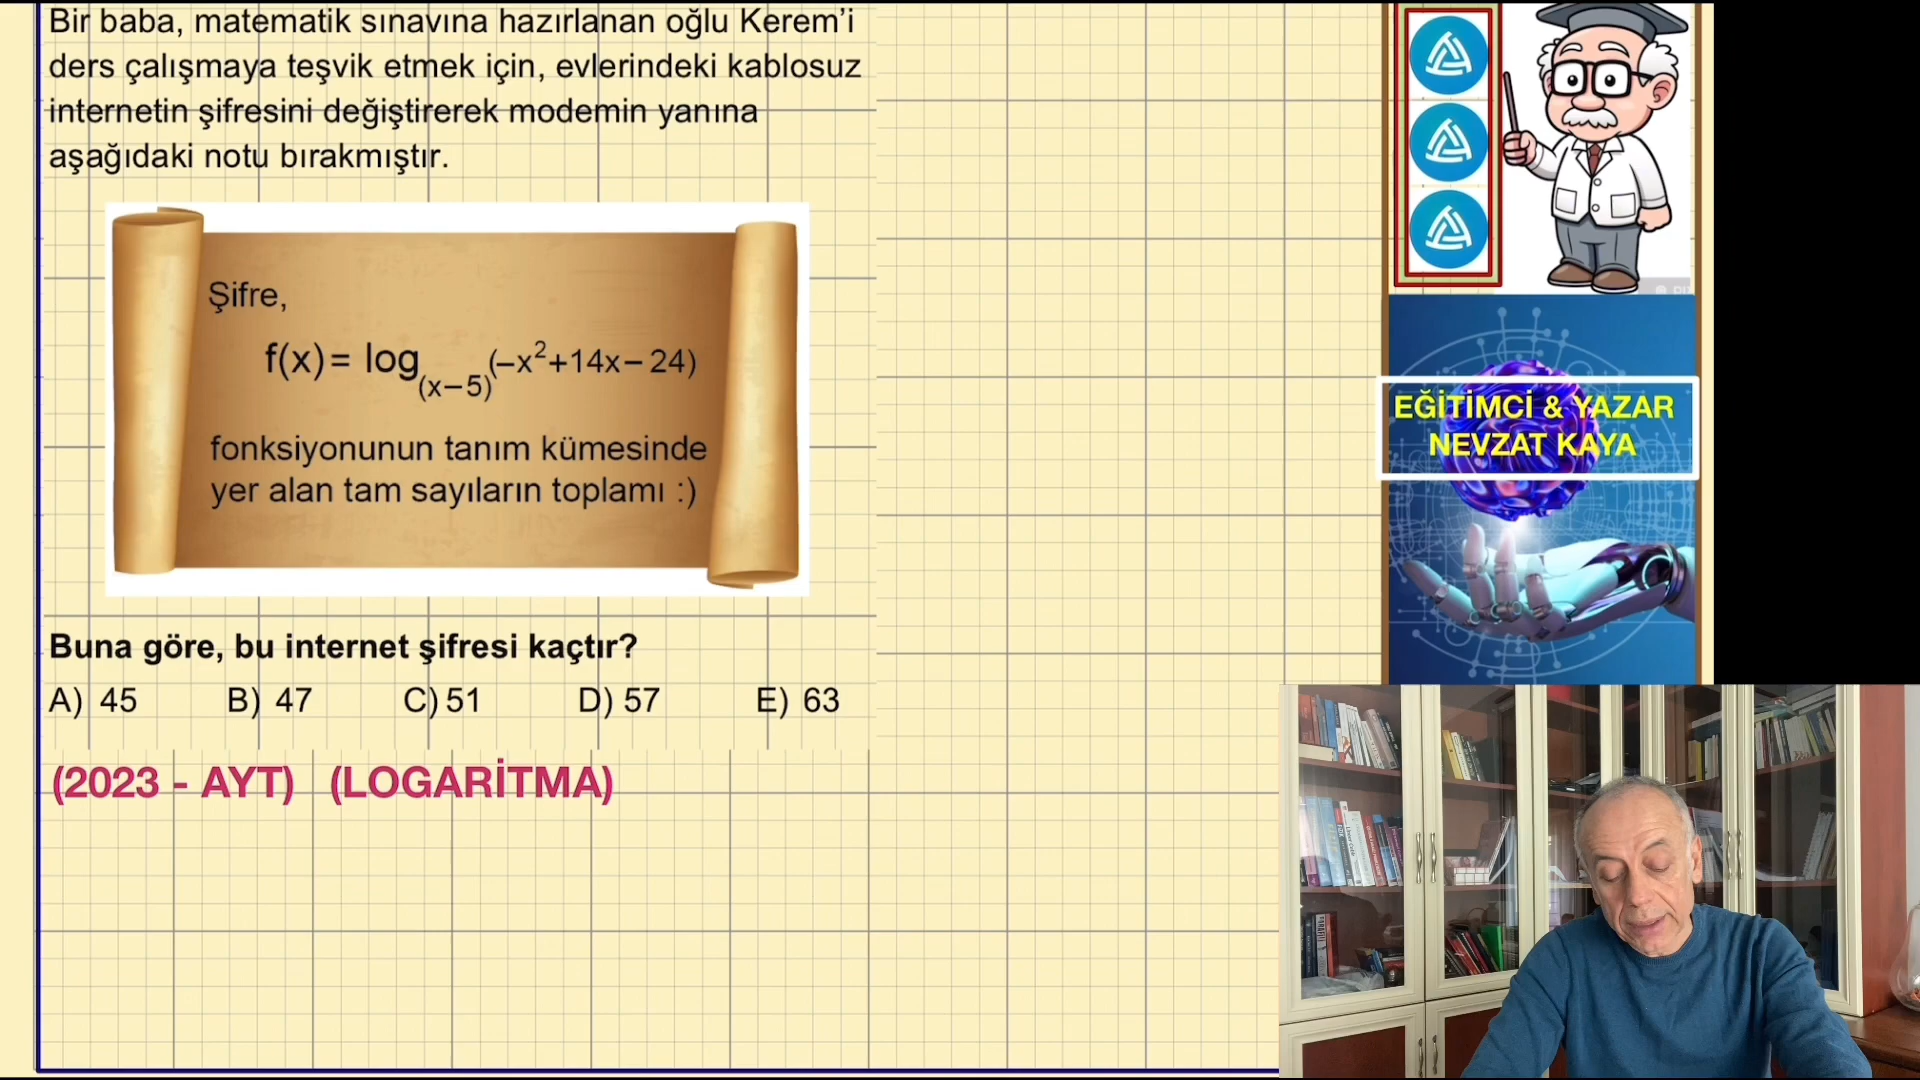 Bir baba, matematik sınavına hazırlanan oğlu Kerem'i
ders çalışmaya teşvik etmek için, evlerindeki kablosuz
internetin şifresini değiştirerek modemin yanına
aşağıdaki notu bırakmıştır.
Şifre,
f(x)= log₍ₓ₋₅₎(–x²+14x–24)
fonksiyonunun tanım kümesinde
yer alan tam sayıların toplamı :)
Buna göre, bu internet şifresi kaçtır?
A) 45 B) 47 C) 51 D) 57 E) 63
(2023 - AYT) (LOGARİTMA)
EĞİTİMCİ & YAZAR
NEVZAT KAYA